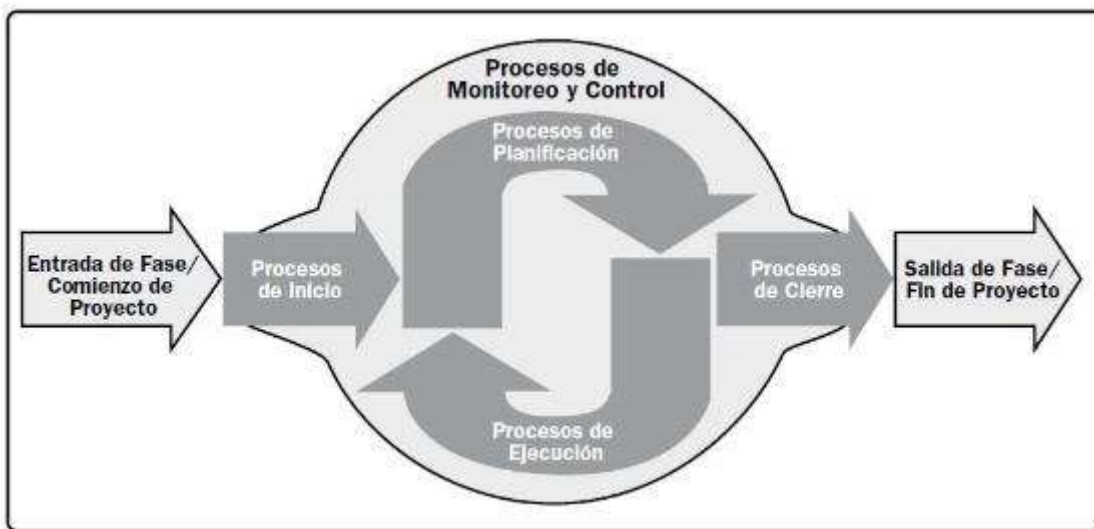 Procesos de
Monitoreo y Control
Procesos de
Planificación
Entrada de Fase/
Comienzo de
Proyecto
Procesos
de Inicio
Procesos
de Cierre
Salida de Fase/
Fin de Proyecto
Procesos de
Ejecución